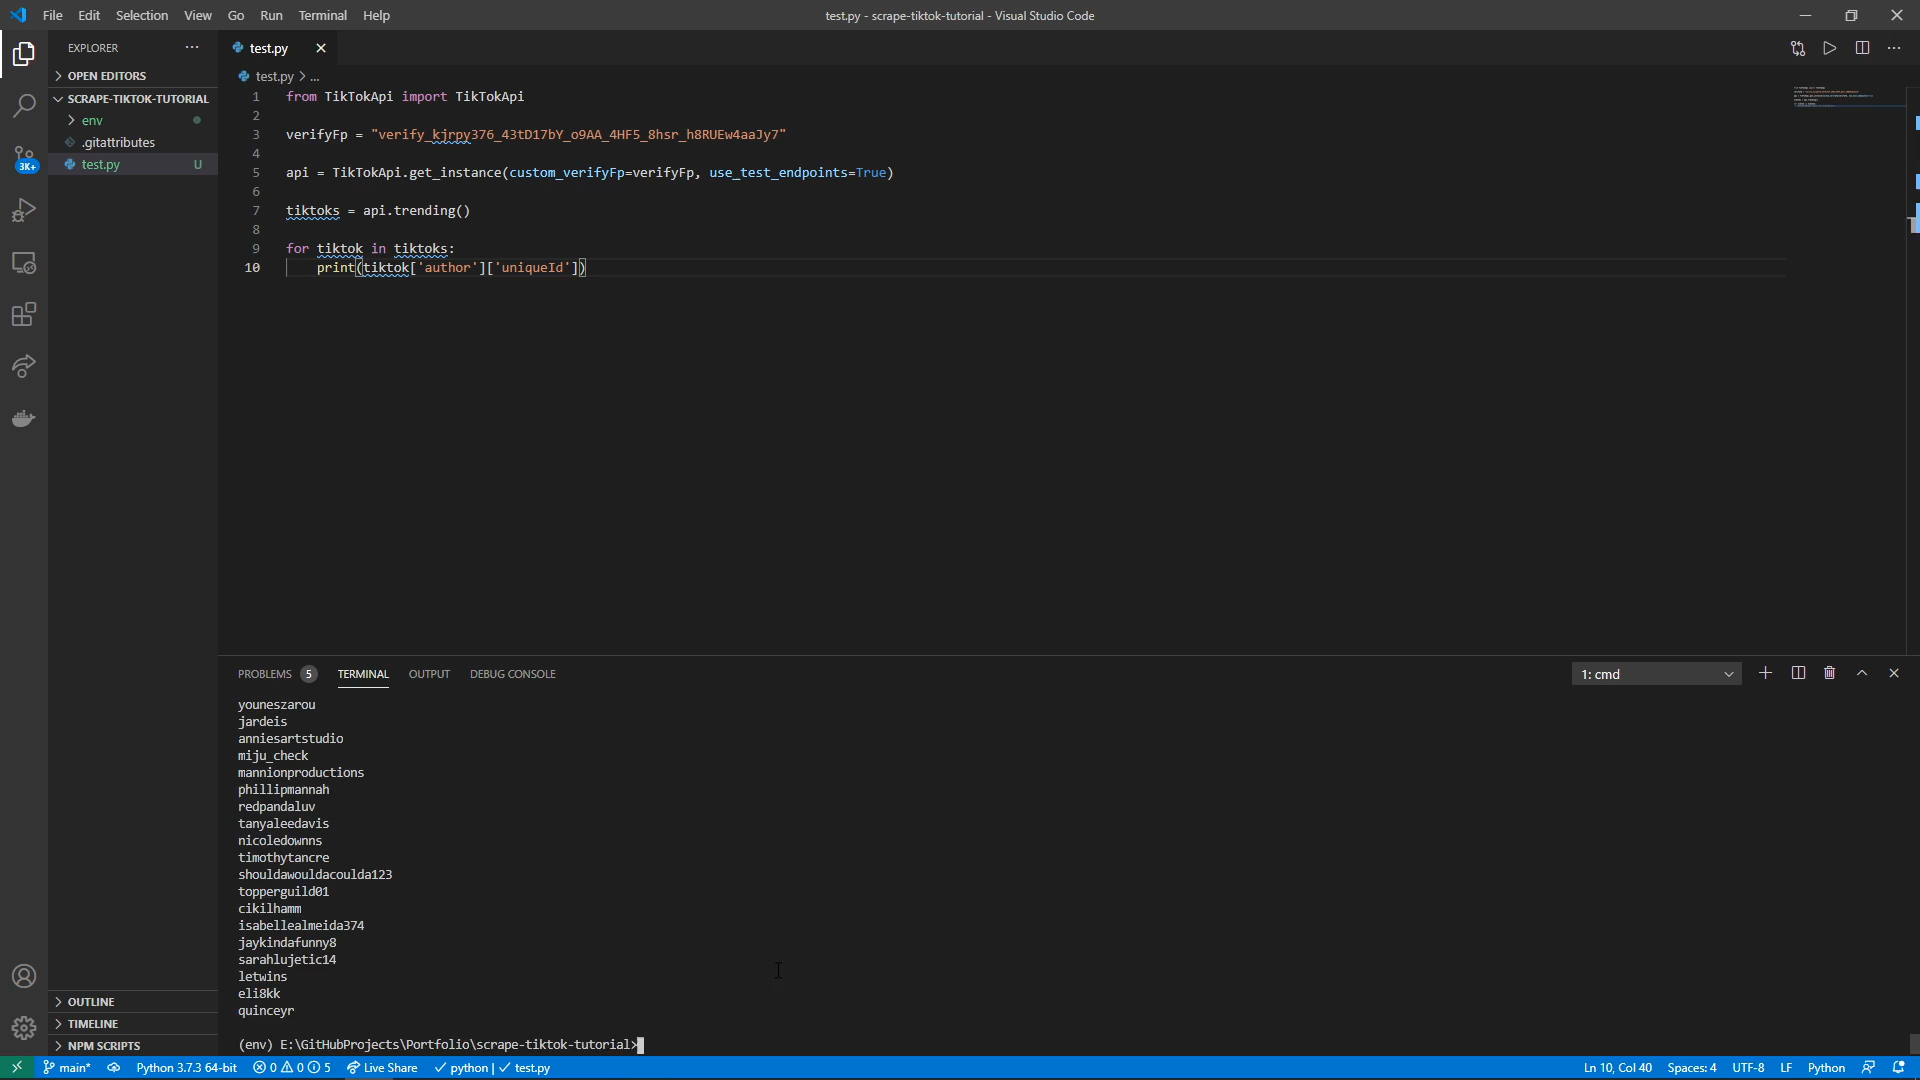 File Edit Selection View Go Run Terminal Help
test.py - scrape-tiktok-tutorial - Visual Studio Code
EXPLORER
OPEN EDITORS
SCRAPE-TIKTOK-TUTORIAL
env
.gitattributes
test.py U
3K+
OUTLINE
TIMELINE
NPM SCRIPTS
test.py
test.py > ...
1 from TikTokApi import TikTokApi
2
3 verifyFp = "verify_kjrpy376_43tD17bY_o9AA_4HF5_8hsr_h8RUEw4aaJy7"
4
5 api = TikTokApi.get_instance(custom_verifyFp=verifyFp, use_test_endpoints=True)
6
7 tiktoks = api.trending()
8
9 for tiktok in tiktoks:
10 print(tiktok['author']['uniqueId'])
PROBLEMS 5 TERMINAL OUTPUT DEBUG CONSOLE
1: cmd
youneszarou
jardeis
anniesartstudio
miju_check
mannionproductions
phillipmannah
redpandaluv
tanyaleedavis
nicoledownns
timothytancre
shouldawouldacoulda123
topperguild01
cikilhamm
isabellealmeida374
jaykindafunny8
sarahlujetic14
letwins
eli8kk
quinceyr
(env) E:\GitHubProjects\Portfolio\scrape-tiktok-tutorial>
main* Python 3.7.3 64-bit 0 0 5 Live Share python | test.py
Ln 10, Col 40 Spaces: 4 UTF-8 LF Python